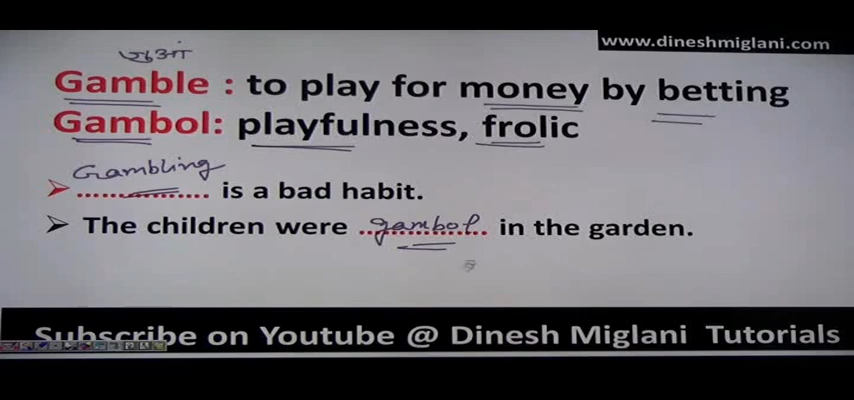 www.dineshmiglani.com
जुआं
Gamble : to play for money by betting
Gambol: playfulness, frolic
Gambling
➤ .................. is a bad habit.
➤ The children were ..gambol.. in the garden.
Subscribe on Youtube @ Dinesh Miglani Tutorials